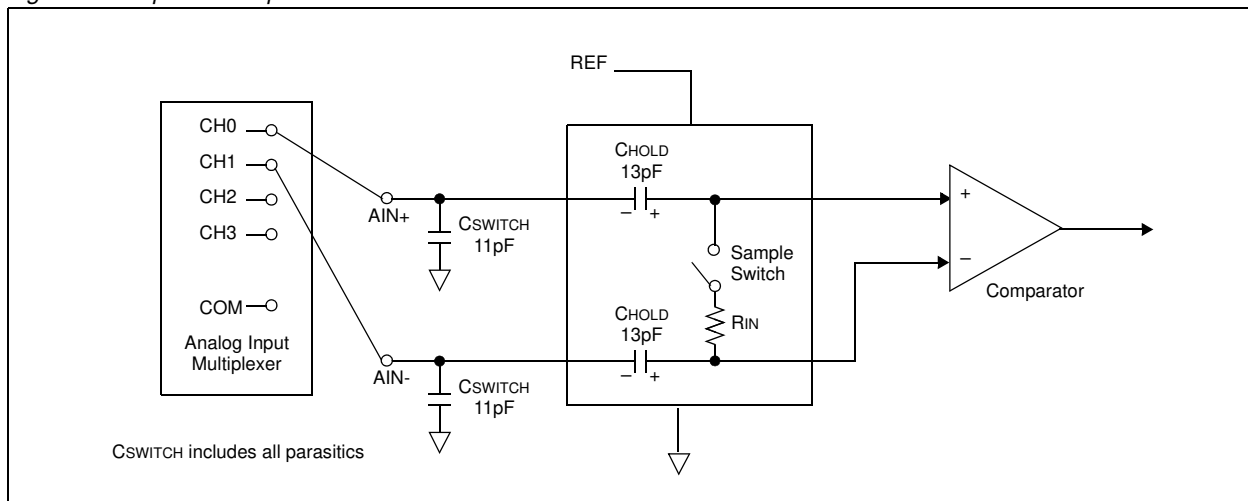 REF
CH0
CH1
CH2
CH3
COM
Analog Input
Multiplexer
AIN+
CSWITCH
11pF
CHOLD
13pF
– +
Sample
Switch
RIN
CHOLD
13pF
– +
AIN-
CSWITCH
11pF
+
–
Comparator
CSWITCH includes all parasitics